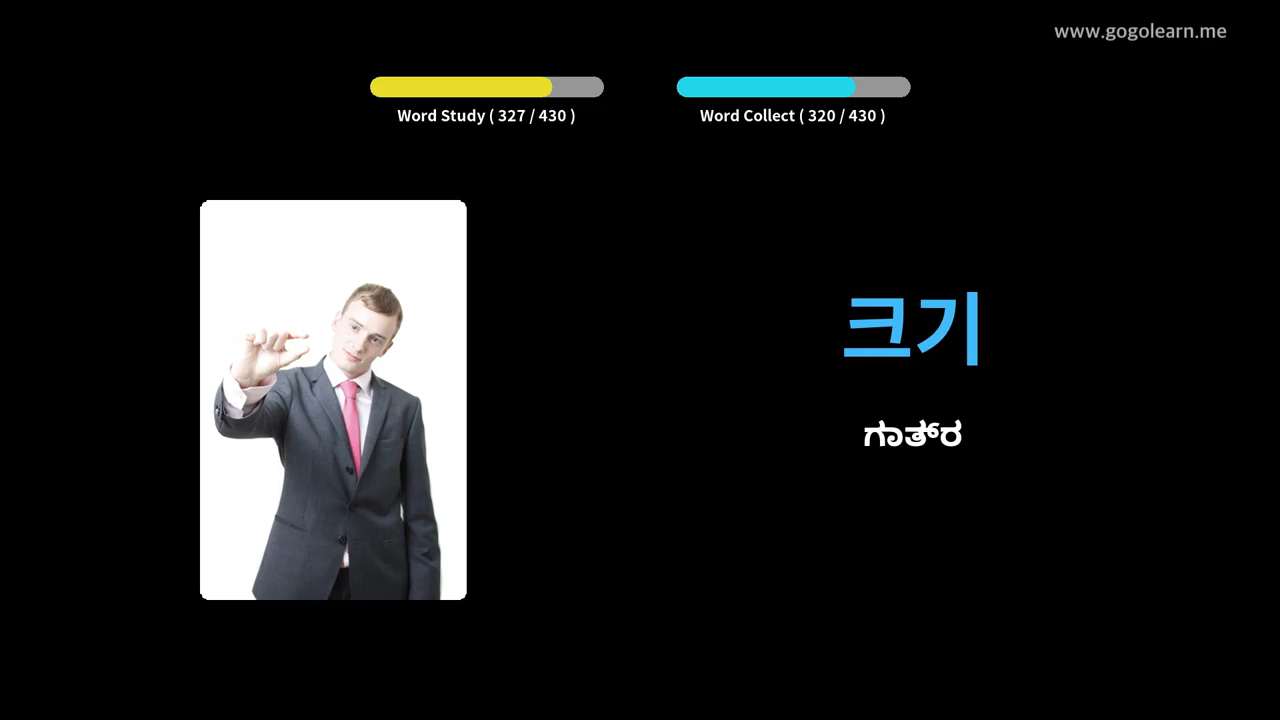 www.gogolearn.me
Word Study ( 327 / 430 )
Word Collect ( 320 / 430 )
크기
ಗಾತ್‌ರ